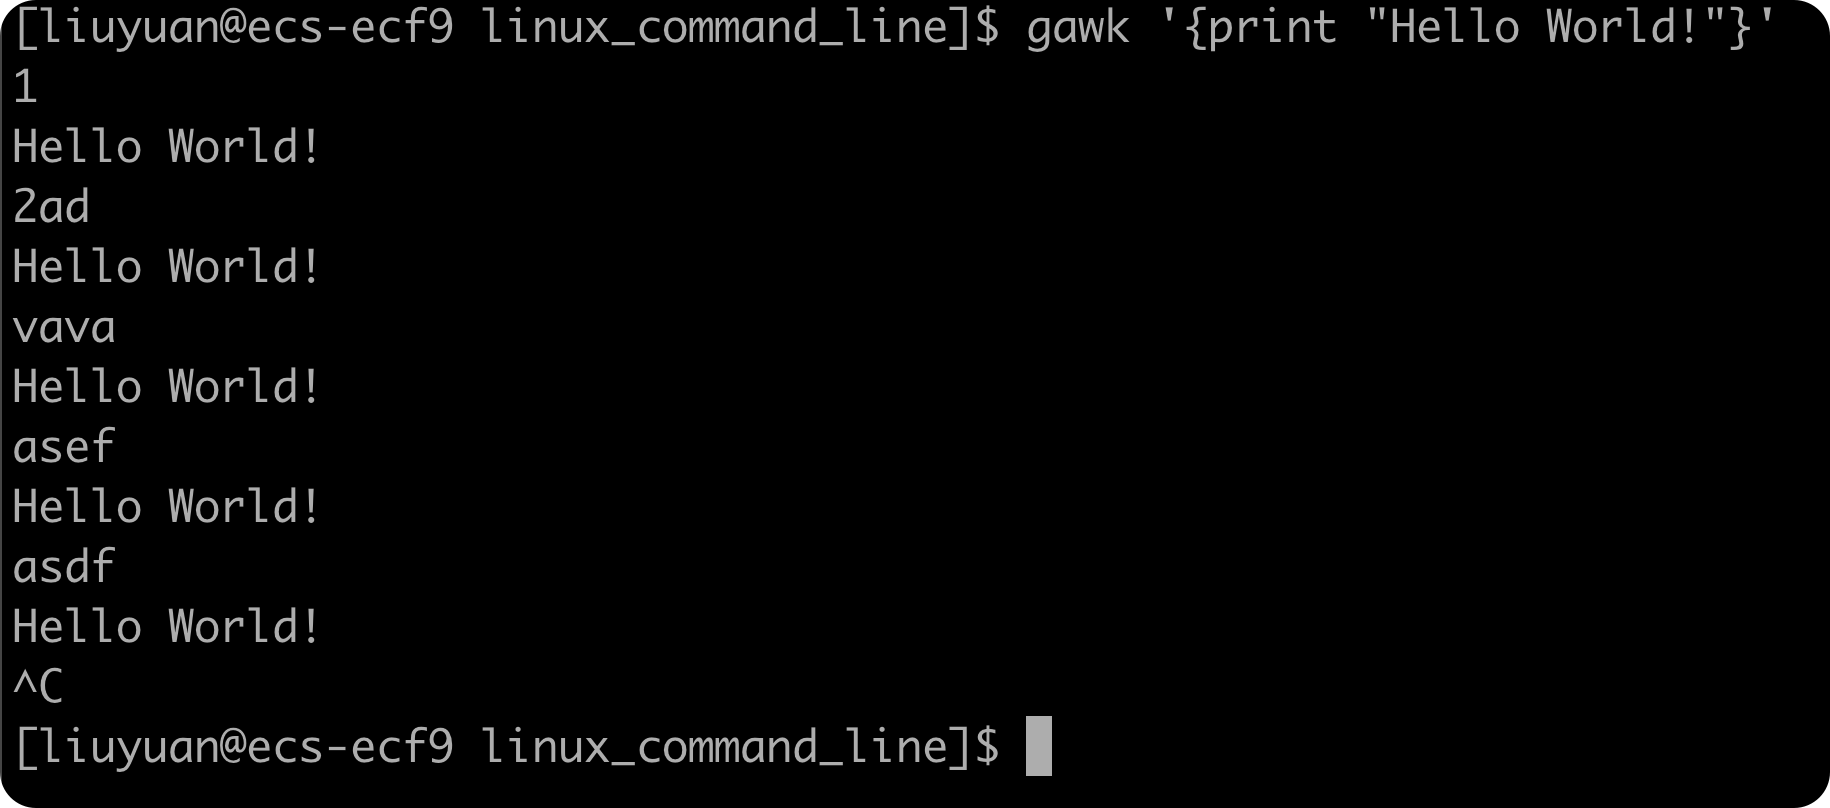 [liuyuan@ecs-ecf9 linux_command_line]$ gawk '{print "Hello World!"}'
1
Hello World!
2ad
Hello World!
vava
Hello World!
asef
Hello World!
asdf
Hello World!
^C
[liuyuan@ecs-ecf9 linux_command_line]$